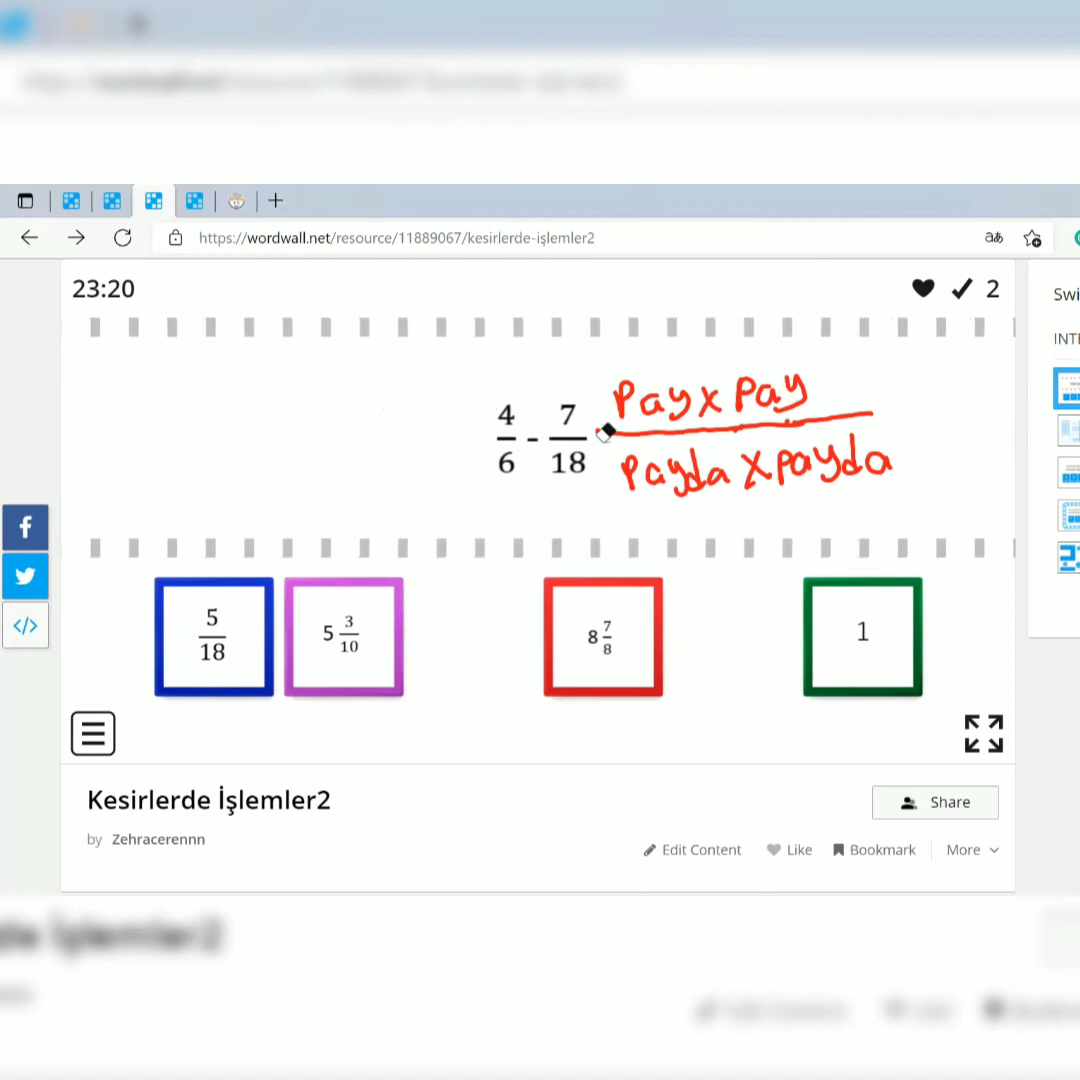 https://wordwall.net/resource/11889067/kesirlerde-işlemler2
aあ
23:20
2
Swi
INTE
4/6 - 7/18
Pay x Pay
Payda x payda
5/18
5 3/10
8 7/8
1
Kesirlerde İşlemler2
Share
by Zehracerennn
Edit Content
Like
Bookmark
More